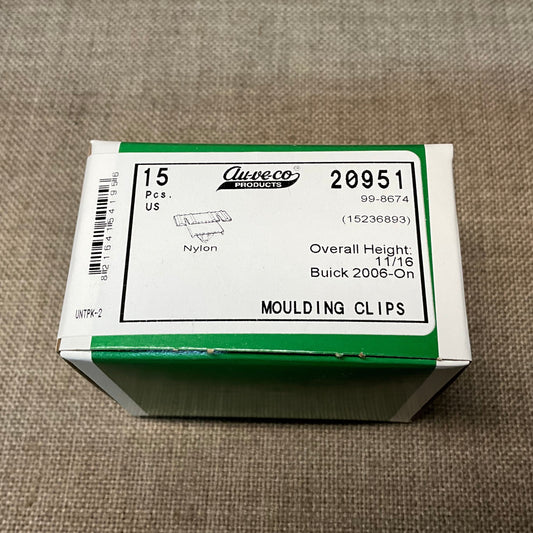 15
Pcs.
US
Au-ve-co®
PRODUCTS
20951
99-8674
(15236893)
Nylon
Overall Height:
11/16
Buick 2006-On
MOULDING CLIPS
UNTPK-2